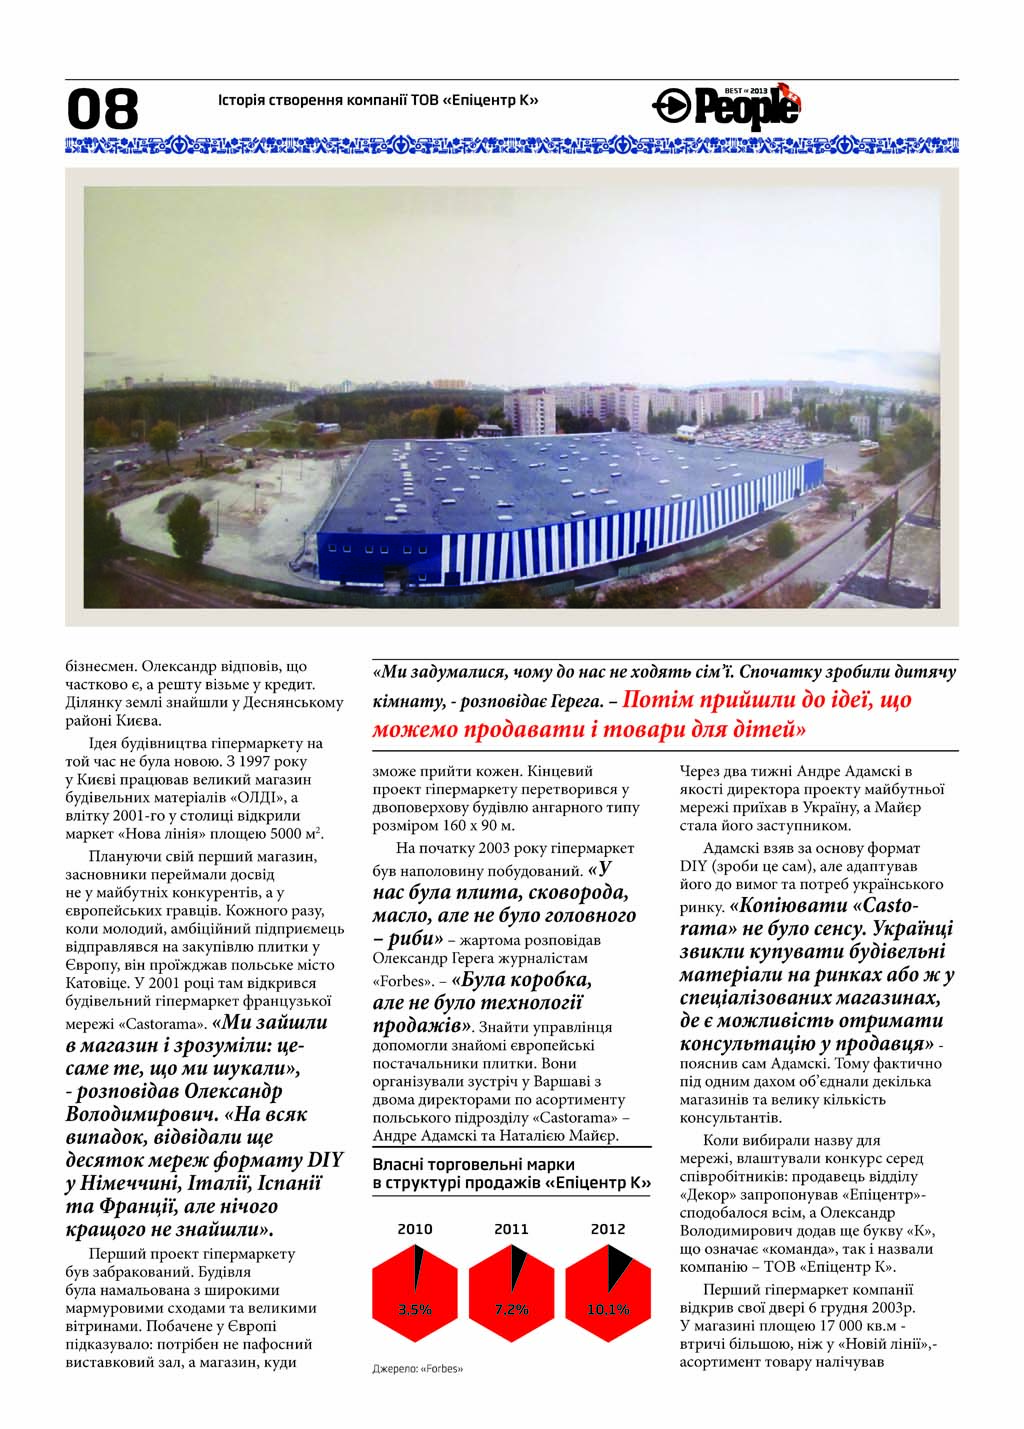 08
Історія створення компанії ТОВ «Епіцентр К»
BEST OF 2013
People
бізнесмен. Олександр відповів, що
частково є, а решту візьме у кредит.
Ділянку землі знайшли у Деснянському
районі Києва.
Ідея будівництва гіпермаркету на
той час не була новою. З 1997 року
у Києві працював великий магазин
будівельних матеріалів «ОЛДІ», а
влітку 2001-го у столиці відкрили
маркет «Нова лінія» площею 5000 м².
Плануючи свій перший магазин,
засновники переймали досвід
не у майбутніх конкурентів, а у
європейських гравців. Кожного разу,
коли молодий, амбіційний підприємець
відправлявся на закупівлю плитки у
Європу, він проїжджав польське місто
Катовіце. У 2001 році там відкрився
будівельний гіпермаркет французької
мережі «Castorama». «Ми зайшли
в магазин і зрозуміли: це-
саме те, що ми шукали»,
- розповідав Олександр
Володимирович. «На всяк
випадок, відвідали ще
десяток мереж формату DIY
у Німеччині, Італії, Іспанії
та Франції, але нічого
кращого не знайшли».
Перший проект гіпермаркету
був забракований. Будівля
була намальована з широкими
мармуровими сходами та великими
вітринами. Побачене у Європі
підказувало: потрібен не пафосний
виставковий зал, а магазин, куди
«Ми задумалися, чому до нас не ходять сім’ї. Спочатку зробили дитячу
кімнату, - розповідає Герега. – Потім прийшли до ідеї, що
можемо продавати і товари для дітей»
зможе прийти кожен. Кінцевий
проект гіпермаркету перетворився у
двоповерхову будівлю ангарного типу
розміром 160 х 90 м.
На початку 2003 року гіпермаркет
був наполовину побудований. «У
нас була плита, сковорода,
масло, але не було головного
– риби» – жартома розповідав
Олександр Герега журналістам
«Forbes». – «Була коробка,
але не було технології
продажів». Знайти управлінця
допомогли знайомі європейські
постачальники плитки. Вони
організували зустріч у Варшаві з
двома директорами по асортименту
польського підрозділу «Castorama» –
Андре Адамскі та Наталією Майєр.
Власні торговельні марки
в структурі продажів «Епіцентр К»
2010 2011 2012
3.5% 7.2% 10.1%
Джерело: «Forbes»
Через два тижні Андре Адамскі в
якості директора проекту майбутньої
мережі приїхав в Україну, а Майєр
стала його заступником.
Адамскі взяв за основу формат
DIY (зроби це сам), але адаптував
його до вимог та потреб українського
ринку. «Копіювати «Casto-
rama» не було сенсу. Українці
звикли купувати будівельні
матеріали на ринках або ж у
спеціалізованих магазинах,
де є можливість отримати
консультацію у продавця» -
пояснив сам Адамскі. Тому фактично
під одним дахом об’єднали декілька
магазинів та велику кількість
консультантів.
Коли вибирали назву для
мережі, влаштували конкурс серед
співробітників: продавець відділу
«Декор» запропонував «Епіцентр»-
сподобалося всім, а Олександр
Володимирович додав ще букву «К»,
що означає «команда», так і назвали
компанію – ТОВ «Епіцентр К».
Перший гіпермаркет компанії
відкрив свої двері 6 грудня 2003р.
У магазині площею 17 000 кв.м -
втричі більшою, ніж у «Новій лінії»,-
асортимент товару налічував